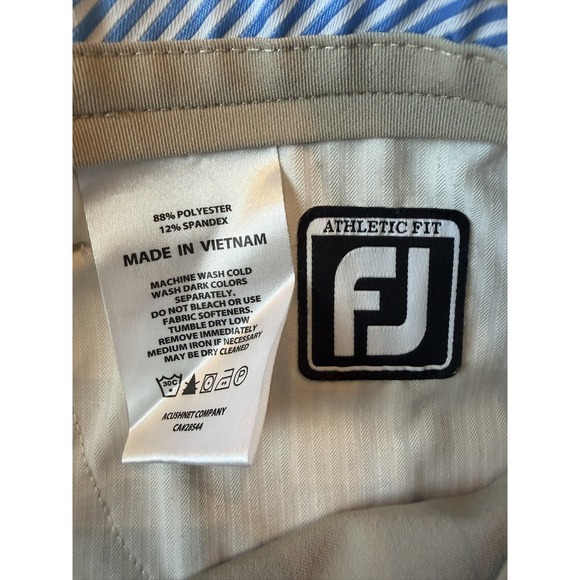 88% POLYESTER
12% SPANDEX
MADE IN VIETNAM
MACHINE WASH COLD
WASH DARK COLORS
SEPARATELY.
DO NOT BLEACH OR USE
FABRIC SOFTENERS.
TUMBLE DRY LOW
REMOVE IMMEDIATELY
MEDIUM IRON IF NECESSARY
MAY BE DRY CLEANED
30C P
ACUSHNET COMPANY
CA#28544
ATHLETIC FIT
FJ